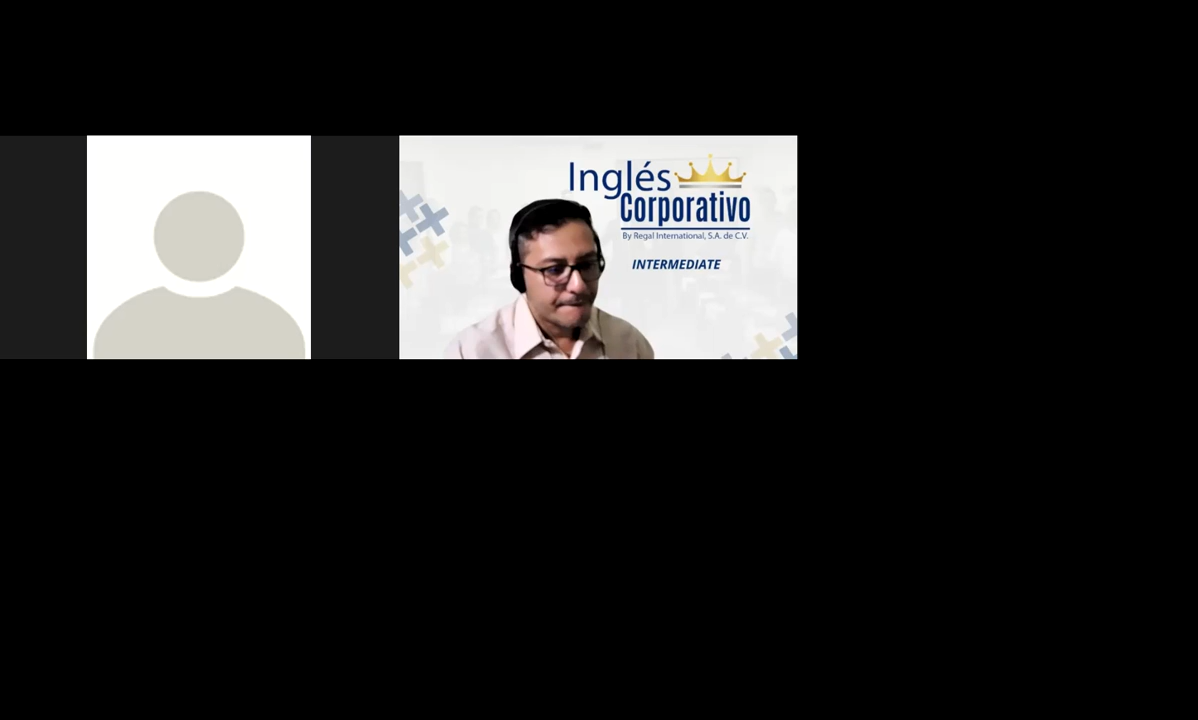 Inglés
Corporativo
By Regal International, S.A. de C.V.
INTERMEDIATE